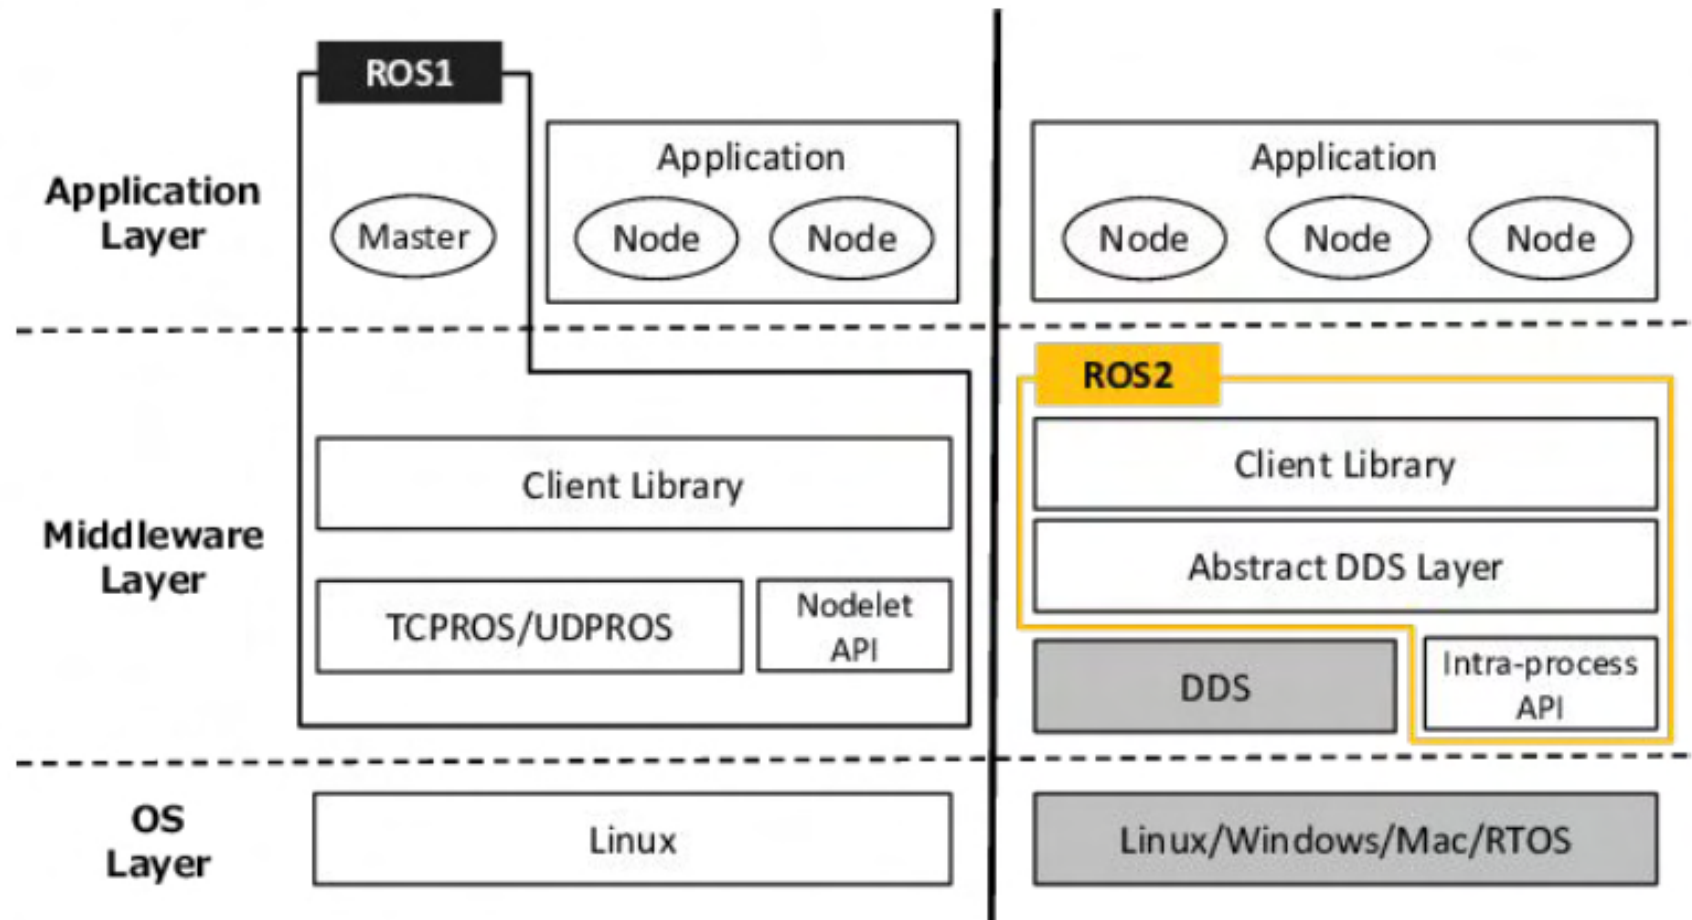 ROS1
Application
Layer
Master
Application
Node Node
Application
Node Node Node
Middleware
Layer
Client Library
TCPROS/UDPROS
Nodelet
API
ROS2
Client Library
Abstract DDS Layer
DDS
Intra-process
API
OS
Layer
Linux
Linux/Windows/Mac/RTOS